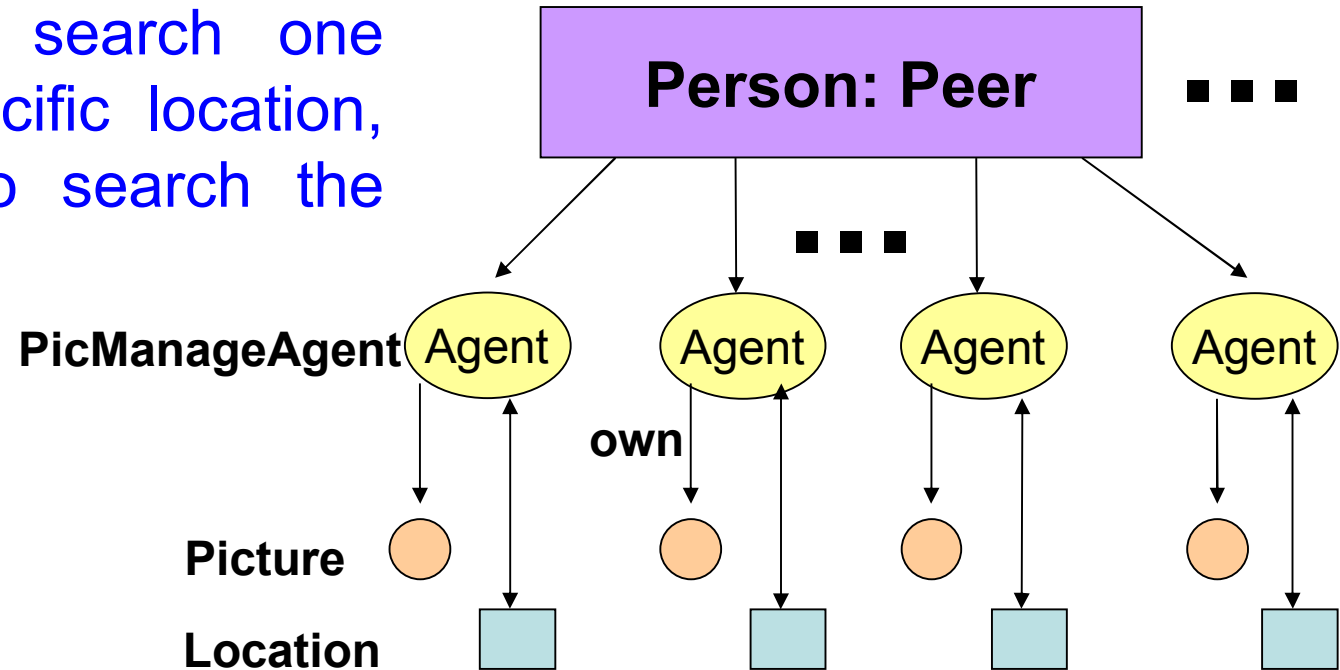 search one
cific location,
o search the
Person: Peer
PicManageAgent
Agent
Agent
Agent
Agent
own
Picture
Location